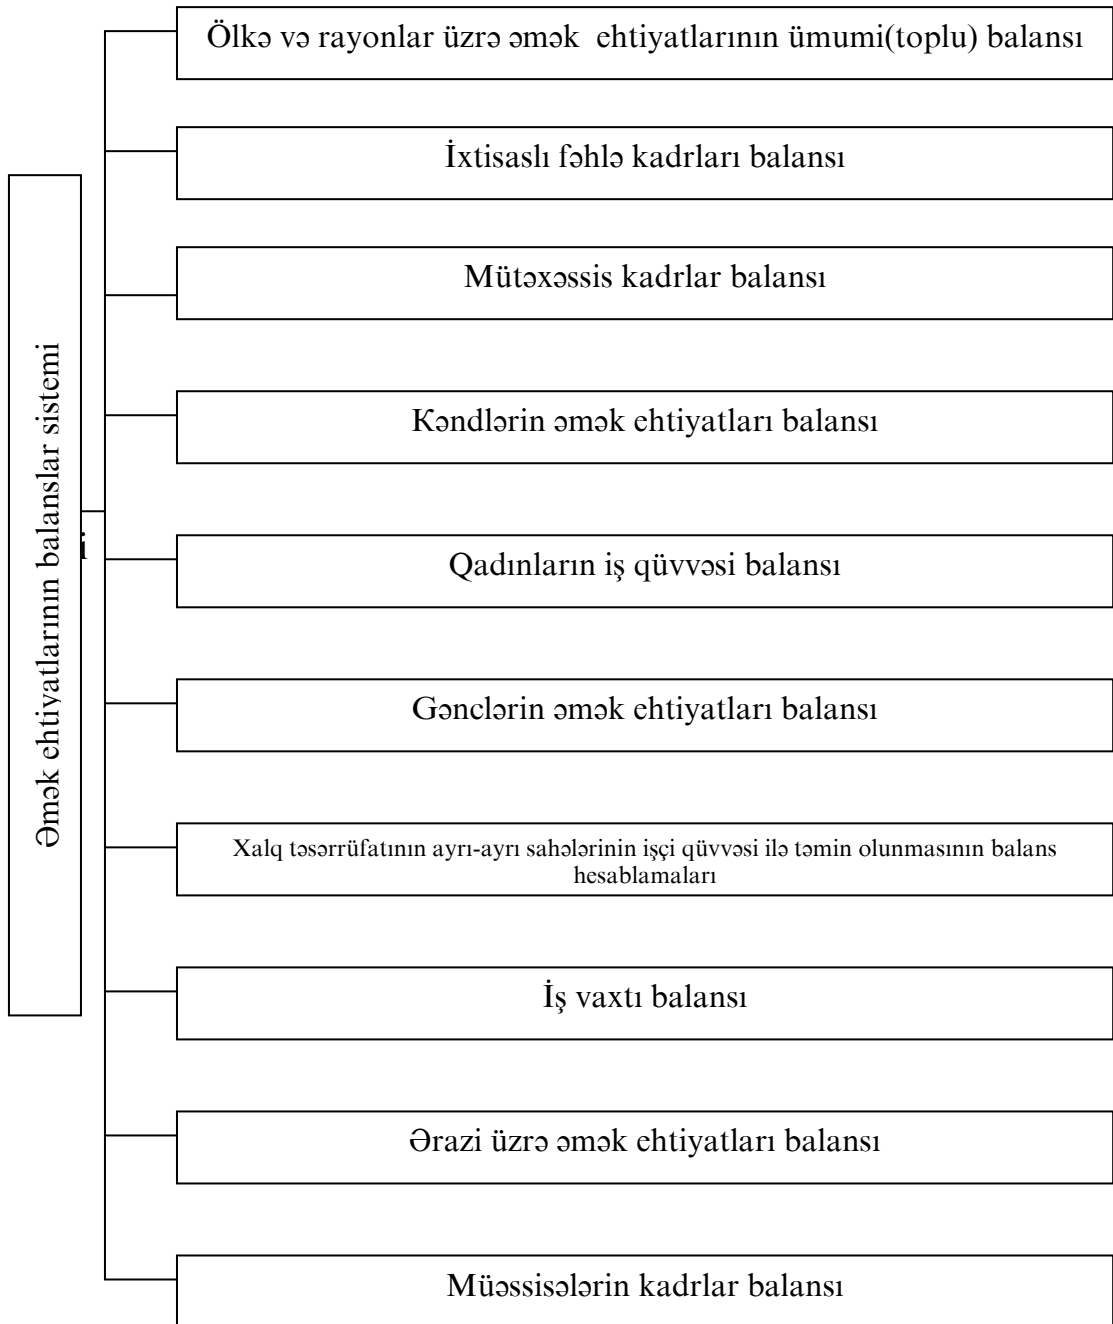 Ölkə və rayonlar üzrə əmək ehtiyatlarının ümumi(toplu) balansı
İxtisaslı fəhlə kadrları balansı
Mütəxəssis kadrlar balansı
Kəndlərin əmək ehtiyatları balansı
Əmək ehtiyatlarının balanslar sistemi
i
Qadınların iş qüvvəsi balansı
Gənclərin əmək ehtiyatları balansı
Xalq təsərrüfatının ayrı-ayrı sahələrinin işçi qüvvəsi ilə təmin olunmasının balans
hesablamaları
İş vaxtı balansı
Ərazi üzrə əmək ehtiyatları balansı
Müəssisələrin kadrlar balansı